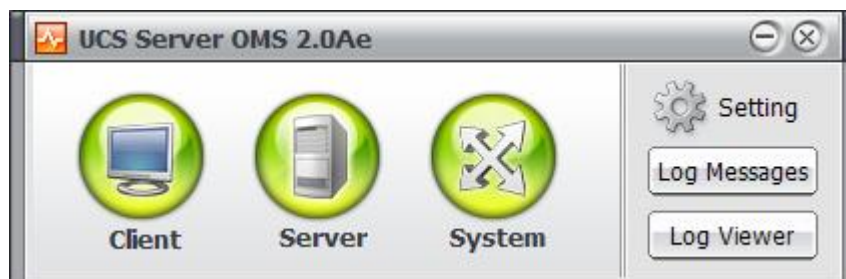 UCS Server OMS 2.0Ae
Client
Server
System
Setting
Log Messages
Log Viewer